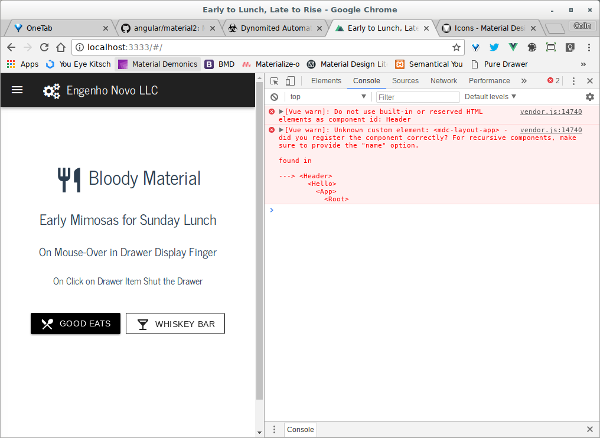 Early to Lunch, Late to Rise - Google Chrome
OneTab
angular/material2: 
Dynomited Automa
Early to Lunch, Late
Icons - Material Des
Colin
localhost:3333/#/
Apps
You Eye Kitsch
Material Demonics
BMD
Materialize-o
Material Design Lit
Semantical You
Pure Drawer
»
Engenho Novo LLC
Bloody Material
Early Mimosas for Sunday Lunch
On Mouse-Over in Drawer Display Finger
On Click on Drawer Item Shut the Drawer
GOOD EATS
WHISKEY BAR
Elements
Console
Sources
Network
Performance
»
2
top
Filter
Default levels
[Vue warn]: Do not use built-in or reserved HTML
vendor.js:14740
elements as component id: Header
[Vue warn]: Unknown custom element: <mdc-layout-app> -
vendor.js:14740
did you register the component correctly? For recursive components, make
sure to provide the "name" option.
found in
---> <Header>
<Hello>
<App>
<Root>
Console